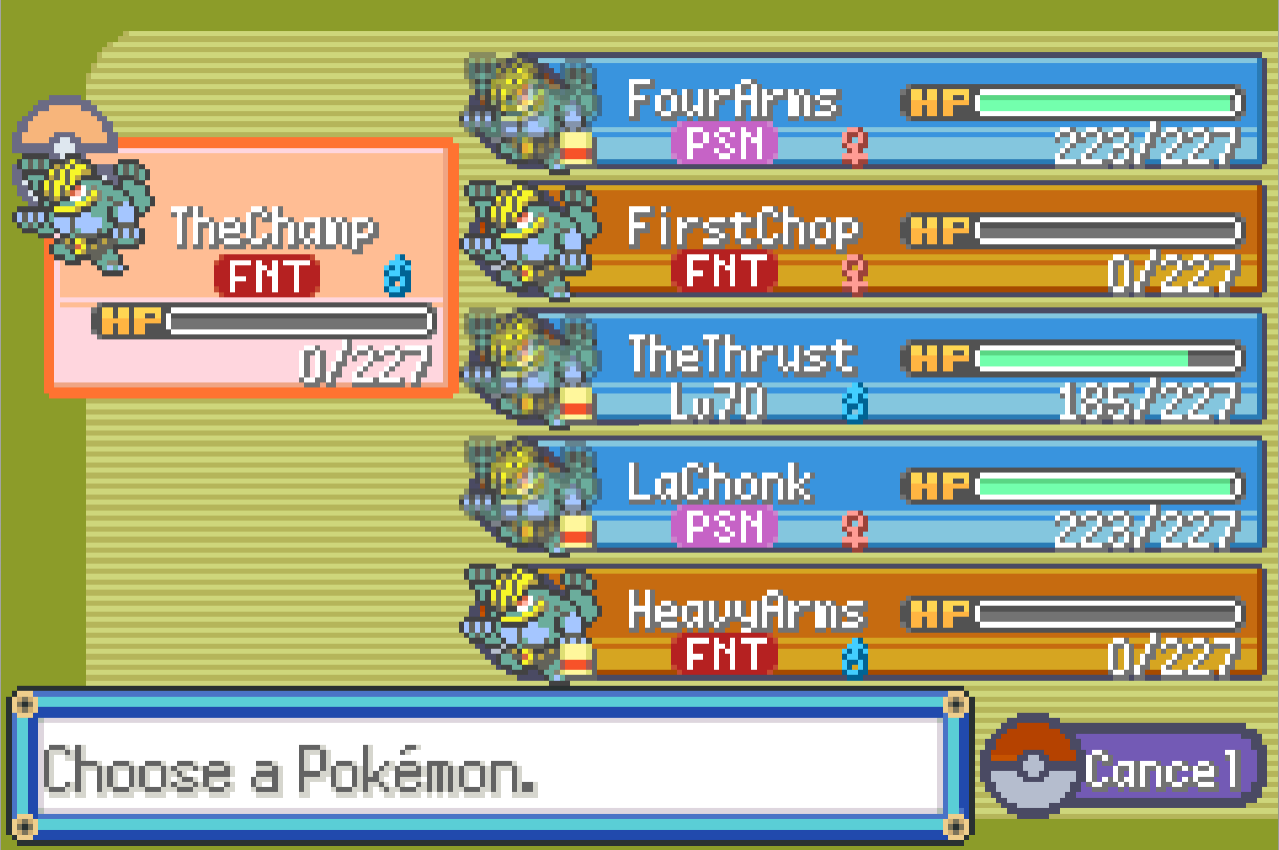 TheChamp
FNT ♂
HP
0/227
FourArms HP
PSN ♀ 223/227
FirstChop HP
FNT ♀ 0/227
TheThrust HP
Lv70 ♂ 185/227
LaChonk HP
PSN ♀ 223/227
HeavyArms HP
FNT ♂ 0/227
Choose a Pokémon.
Cancel